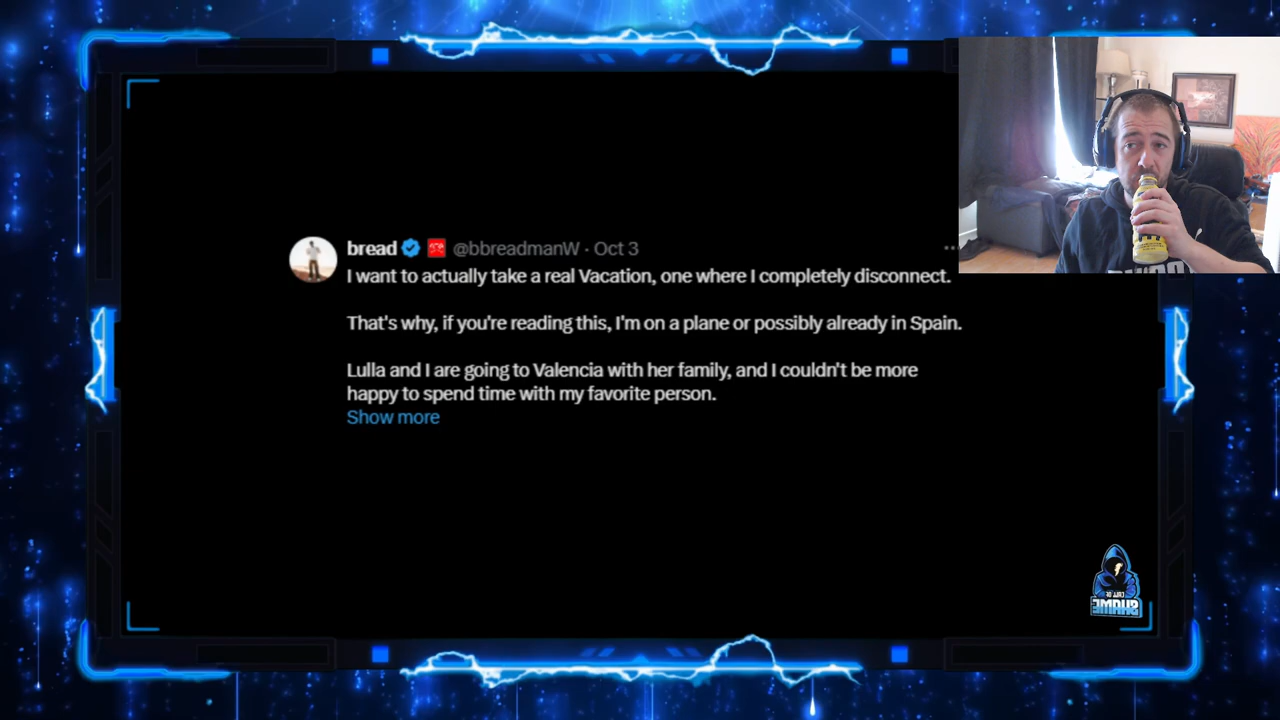 bread @bbreadmanW · Oct 3
I want to actually take a real Vacation, one where I completely disconnect.
That's why, if you're reading this, I'm on a plane or possibly already in Spain.
Lulla and I are going to Valencia with her family, and I couldn't be more
happy to spend time with my favorite person.
Show more
SHAME